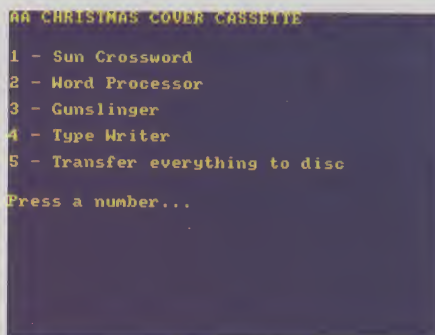 AA CHRISTMAS COVER CASSETTE
1 - Sun Crossword
2 - Word Processor
3 - Gunslinger
4 - Type Writer
5 - Transfer everything to disc
Press a number...